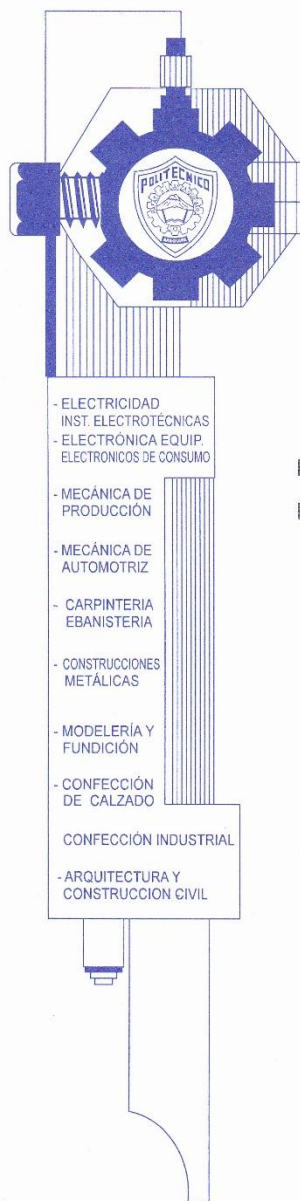 POLITECNICO
- ELECTRICIDAD
INST. ELECTROTÉCNICAS
- ELECTRÓNICA EQUIP.
ELECTRONICOS DE CONSUMO
- MECÁNICA DE
PRODUCCIÓN
- MECÁNICA DE
AUTOMOTRIZ
- CARPINTERIA
EBANISTERIA
- CONSTRUCCIONES
METÁLICAS
- MODELERÍA Y
FUNDICIÓN
- CONFECCIÓN
DE CALZADO
CONFECCIÓN INDUSTRIAL
- ARQUITECTURA Y
CONSTRUCCION CIVIL